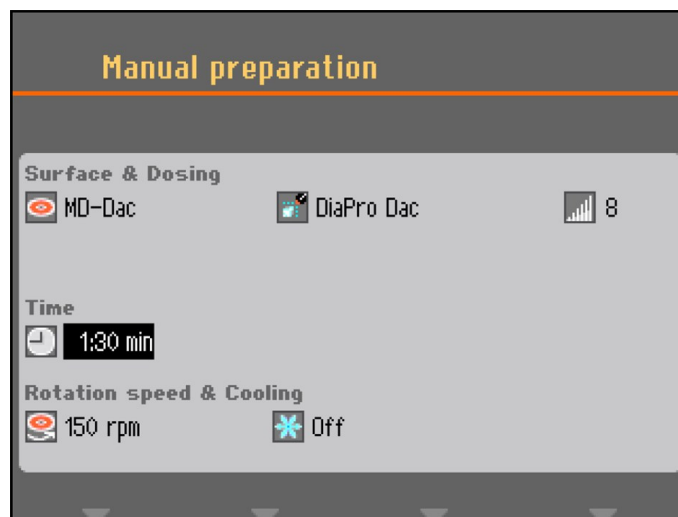 Manual preparation
Surface & Dosing
MD-Dac DiaPro Dac 8
Time
1:30 min
Rotation speed & Cooling
150 rpm Off